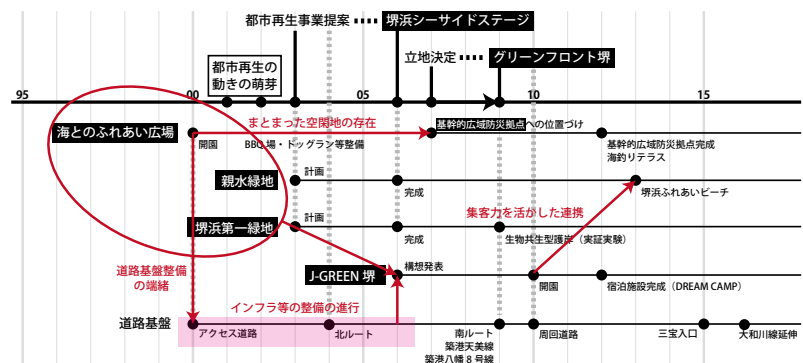 都市再生事業提案
堺浜シーサイドステージ
都市再生の
動きの萌芽
立地決定
グリーンフロント堺
95
00
05
10
15
海とのふれあい広場
まとまった空閑地の存在
開園
BBQ 場・ドッグラン等整備
基幹的広域防災拠点への位置づけ
基幹的広域防災拠点完成
海釣りテラス
親水緑地
計画
完成
堺浜ふれあいビーチ
堺浜第一緑地
計画
完成
集客力を活かした連携
生物共生型護岸（実証実験）
道路基盤整備
の端緒
J-GREEN 堺
構想発表
開園
宿泊施設完成（DREAM CAMP）
インフラ等の整備の進行
道路基盤
アクセス道路
北ルート
南ルート
築港天美線
築港八幡 8 号線
周回道路
三宝入口
大和川線延伸